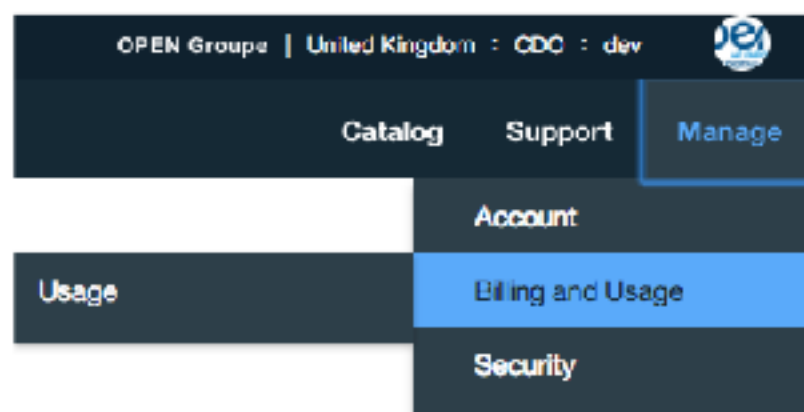 OPEN Groupe | United Kingdom : CDC : dev
Catalog Support Manage
Account
Usage Billing and Usage
Security